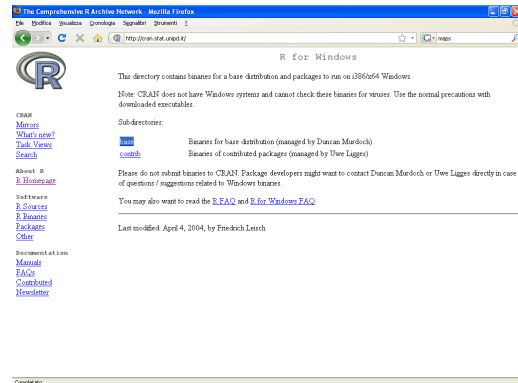 The Comprehensive R Archive Network - Mozilla Firefox
File Modifica Visualizza Cronologia Segnalibri Strumenti ?
http://cran.stat.unipd.it/
maps
R for Windows
This directory contains binaries for a base distribution and packages to run on i386/x64 Windows.
Note: CRAN does not have Windows systems and cannot check these binaries for viruses. Use the normal precautions with
downloaded executables.
Subdirectories:
base Binaries for base distribution (managed by Duncan Murdoch)
contrib Binaries of contributed packages (managed by Uwe Ligges)
Please do not submit binaries to CRAN. Package developers might want to contact Duncan Murdoch or Uwe Ligges directly in case
of questions / suggestions related to Windows binaries.
You may also want to read the R FAQ and R for Windows FAQ.
Last modified: April 4, 2004, by Friedrich Leisch
R
CRAN
Mirrors
What's new?
Task Views
Search
About R
R Homepage
Software
R Sources
R Binaries
Packages
Other
Documentation
Manuals
FAQs
Contributed
Newsletter
Completato